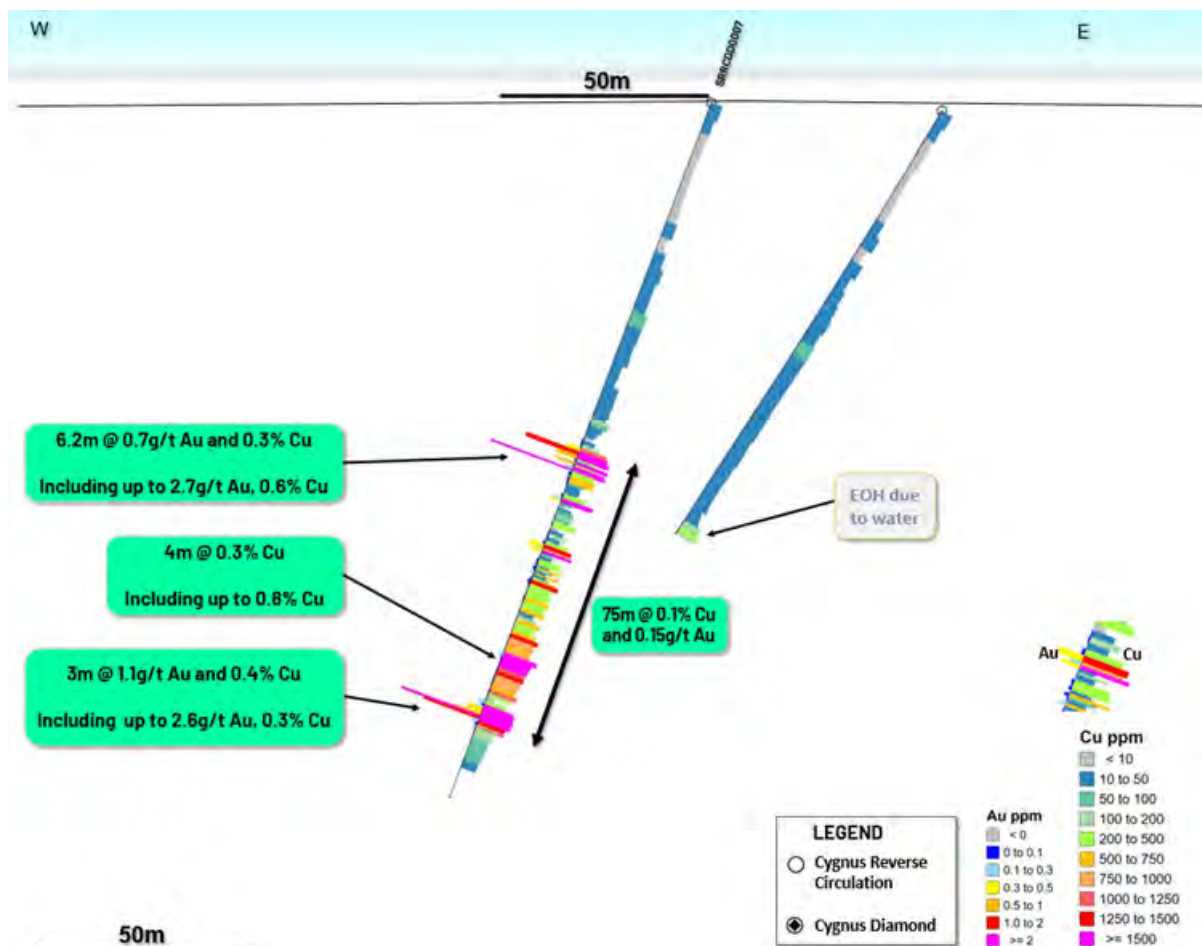 W
E
SRRCDD0007
50m
6.2m @ 0.7g/t Au and 0.3% Cu
Including up to 2.7g/t Au, 0.6% Cu
EOH due
to water
4m @ 0.3% Cu
Including up to 0.8% Cu
75m @ 0.1% Cu
and 0.15g/t Au
3m @ 1.1g/t Au and 0.4% Cu
Including up to 2.6g/t Au, 0.3% Cu
Au
Cu
LEGEND
Cygnus Reverse
Circulation
Cygnus Diamond
Au ppm
< 0
0 to 0.1
0.1 to 0.3
0.3 to 0.5
0.5 to 1
1.0 to 2
>= 2
Cu ppm
< 10
10 to 50
50 to 100
100 to 200
200 to 500
500 to 750
750 to 1000
1000 to 1250
1250 to 1500
>= 1500
50m